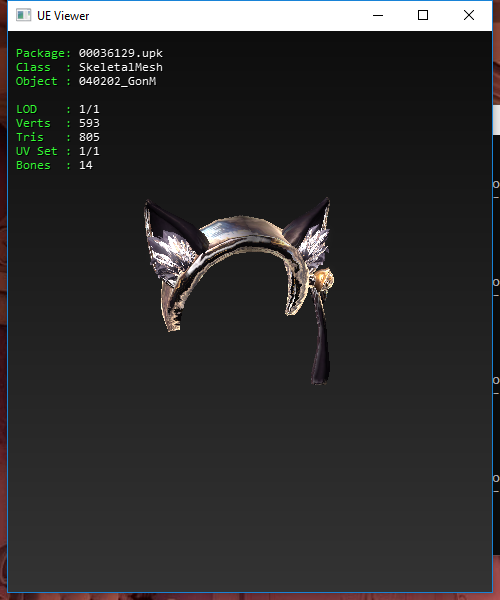 UE Viewer
Package: 00036129.upk
Class  : SkeletalMesh
Object : 040202_GonM
LOD    : 1/1
Verts  : 593
Tris   : 805
UV Set : 1/1
Bones  : 14